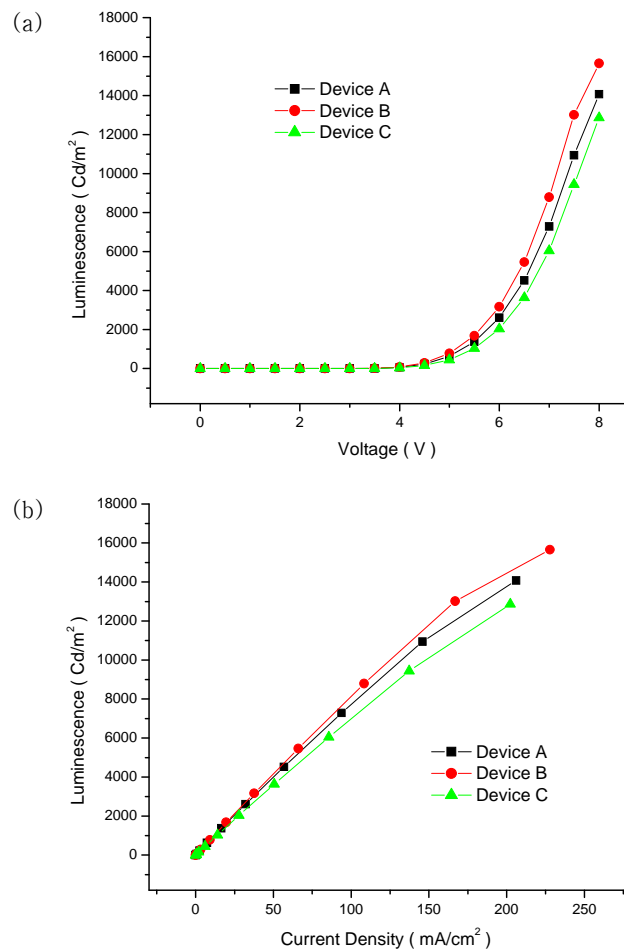 (a)
18000
16000
14000
12000
10000
8000
6000
4000
2000
0
Luminescence ( Cd/m² )
Device A
Device B
Device C
0 2 4 6 8
Voltage ( V )
(b)
18000
16000
14000
12000
10000
8000
6000
4000
2000
0
Luminescence ( Cd/m² )
Device A
Device B
Device C
0 50 100 150 200 250
Current Density ( mA/cm² )